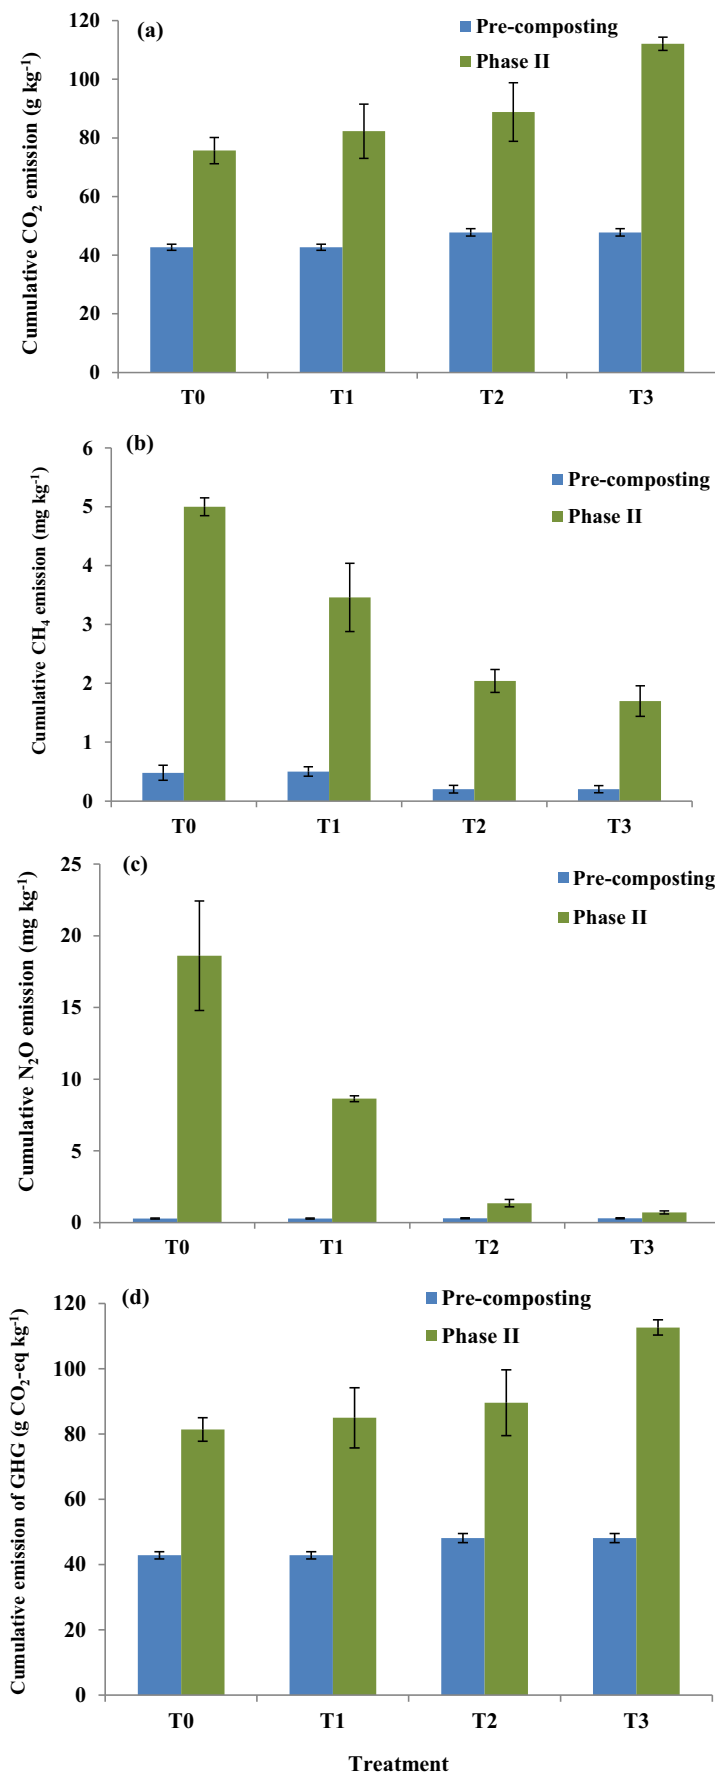 (a)
Pre-composting
Phase II
Cumulative CO₂ emission (g kg⁻¹)
120
100
80
60
40
20
0
T0 T1 T2 T3
(b)
Pre-composting
Phase II
Cumulative CH₄ emission (mg kg⁻¹)
6
5
4
3
2
1
0
T0 T1 T2 T3
(c)
Pre-composting
Phase II
Cumulative N₂O emission (mg kg⁻¹)
25
20
15
10
5
0
T0 T1 T2 T3
(d)
Pre-composting
Phase II
Cumulative emission of GHG (g CO₂-eq kg⁻¹)
120
100
80
60
40
20
0
T0 T1 T2 T3
Treatment